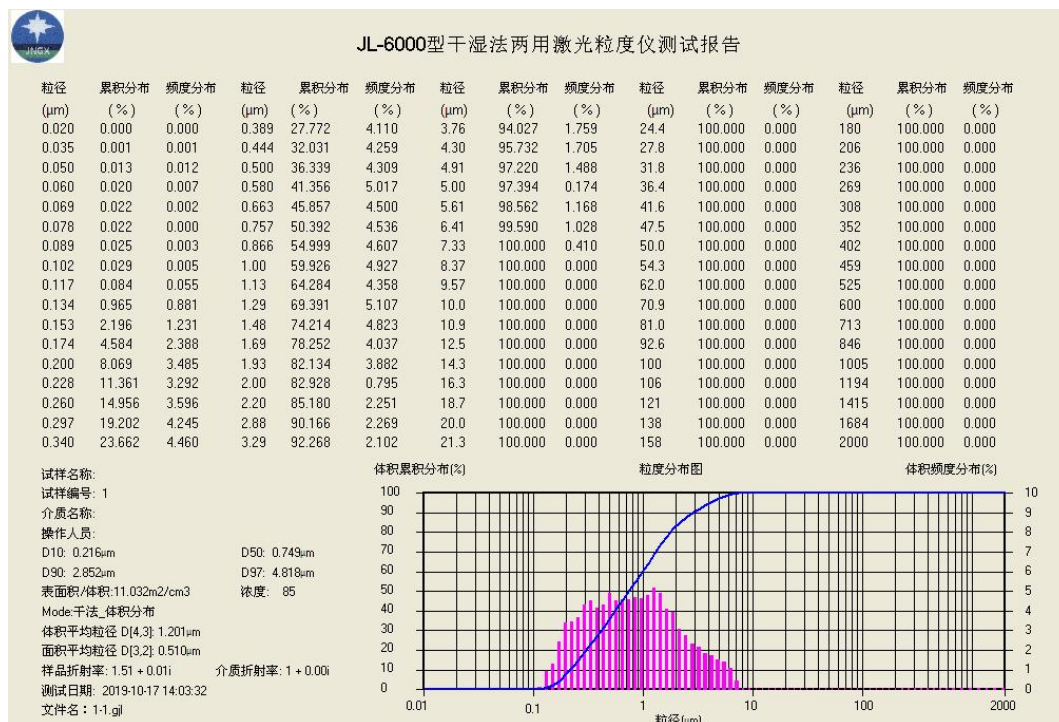 JNGX
JL-6000型干湿法两用激光粒度仪测试报告
粒径 累积分布 频度分布 粒径 累积分布 频度分布 粒径 累积分布 频度分布 粒径 累积分布 频度分布 粒径 累积分布 频度分布
(μm) (%) (%) (μm) (%) (%) (μm) (%) (%) (μm) (%) (%) (μm) (%) (%)
0.020 0.000 0.000 0.389 27.772 4.110 3.76 94.027 1.759 24.4 100.000 0.000 180 100.000 0.000
0.035 0.001 0.001 0.444 32.031 4.259 4.30 95.732 1.705 27.8 100.000 0.000 206 100.000 0.000
0.050 0.013 0.012 0.500 36.339 4.309 4.91 97.220 1.488 31.8 100.000 0.000 236 100.000 0.000
0.060 0.020 0.007 0.580 41.356 5.017 5.00 97.394 0.174 36.4 100.000 0.000 269 100.000 0.000
0.069 0.022 0.002 0.663 45.857 4.500 5.61 98.562 1.168 41.6 100.000 0.000 308 100.000 0.000
0.078 0.022 0.000 0.757 50.392 4.536 6.41 99.590 1.028 47.5 100.000 0.000 352 100.000 0.000
0.089 0.025 0.003 0.866 54.999 4.607 7.33 100.000 0.410 50.0 100.000 0.000 402 100.000 0.000
0.102 0.029 0.005 1.00 59.926 4.927 8.37 100.000 0.000 54.3 100.000 0.000 459 100.000 0.000
0.117 0.084 0.055 1.13 64.284 4.358 9.57 100.000 0.000 62.0 100.000 0.000 525 100.000 0.000
0.134 0.965 0.881 1.29 69.391 5.107 10.0 100.000 0.000 70.9 100.000 0.000 600 100.000 0.000
0.153 2.196 1.231 1.48 74.214 4.823 10.9 100.000 0.000 81.0 100.000 0.000 713 100.000 0.000
0.174 4.584 2.388 1.69 78.252 4.037 12.5 100.000 0.000 92.6 100.000 0.000 846 100.000 0.000
0.200 8.069 3.485 1.93 82.134 3.882 14.3 100.000 0.000 100 100.000 0.000 1005 100.000 0.000
0.228 11.361 3.292 2.00 82.928 0.795 16.3 100.000 0.000 106 100.000 0.000 1194 100.000 0.000
0.260 14.956 3.596 2.20 85.180 2.251 18.7 100.000 0.000 121 100.000 0.000 1415 100.000 0.000
0.297 19.202 4.245 2.88 90.166 2.269 20.0 100.000 0.000 138 100.000 0.000 1684 100.000 0.000
0.340 23.662 4.460 3.29 92.268 2.102 21.3 100.000 0.000 158 100.000 0.000 2000 100.000 0.000
试样名称:
试样编号: 1
介质名称:
操作人员:
D10: 0.216μm D50: 0.749μm
D90: 2.852μm D97: 4.818μm
表面积/体积:11.032m2/cm3 浓度: 85
Mode:干法_体积分布
体积平均粒径 D[4,3]: 1.201μm
面积平均粒径 D[3,2]: 0.510μm
样品折射率: 1.51 + 0.01i 介质折射率: 1 + 0.00i
测试日期: 2019-10-17 14:03:32
文件名：1-1.gjl
体积累积分布(%) 粒度分布图 体积频度分布(%)
100 10
90 9
80 8
70 7
60 6
50 5
40 4
30 3
20 2
10 1
0 0
0.01 0.1 1 10 100 2000
粒径(μm)